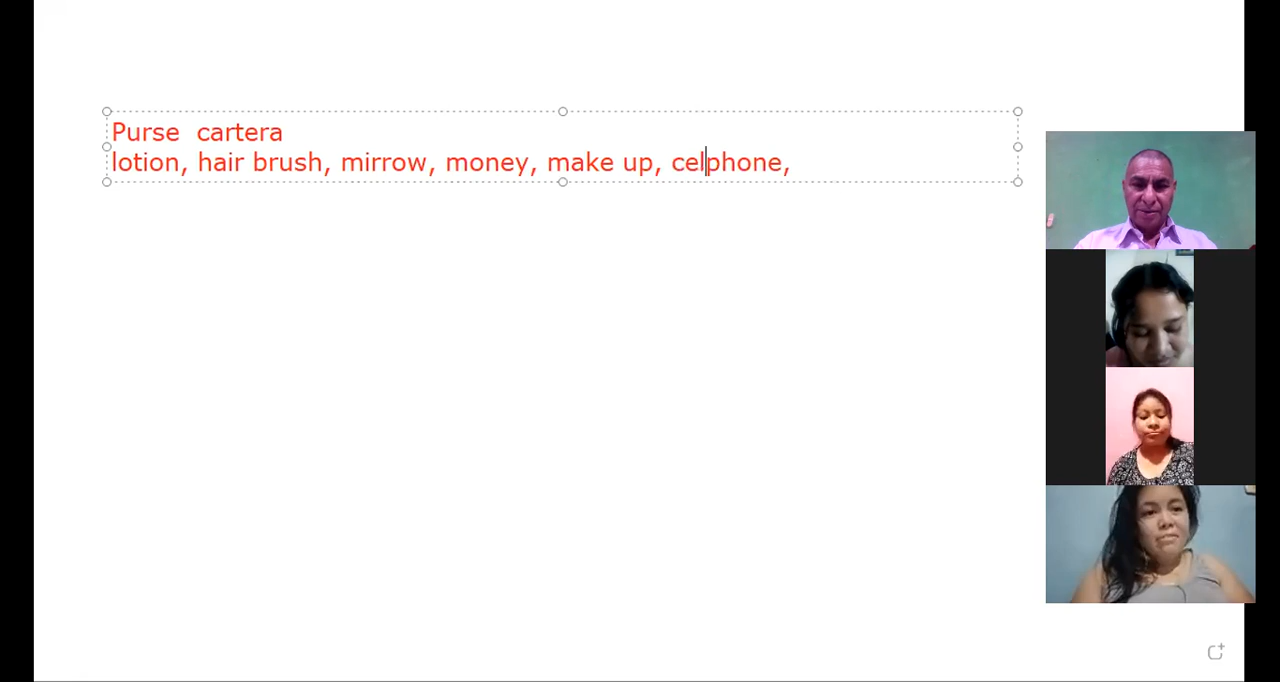 Purse  cartera
lotion, hair brush, mirrow, money, make up, celphone,